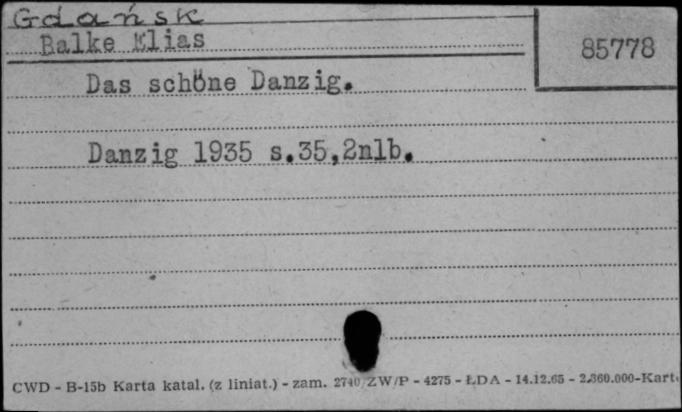 Gdańsk
Balke Elias
85778
Das schöne Danzig.
Danzig 1935 s.35,2nlb.
CWD - B-15b Karta katal. (z liniat.) - zam. 2740/ZW/P - 4275 - ŁDA - 14.12.65 - 2.360.000-Kart